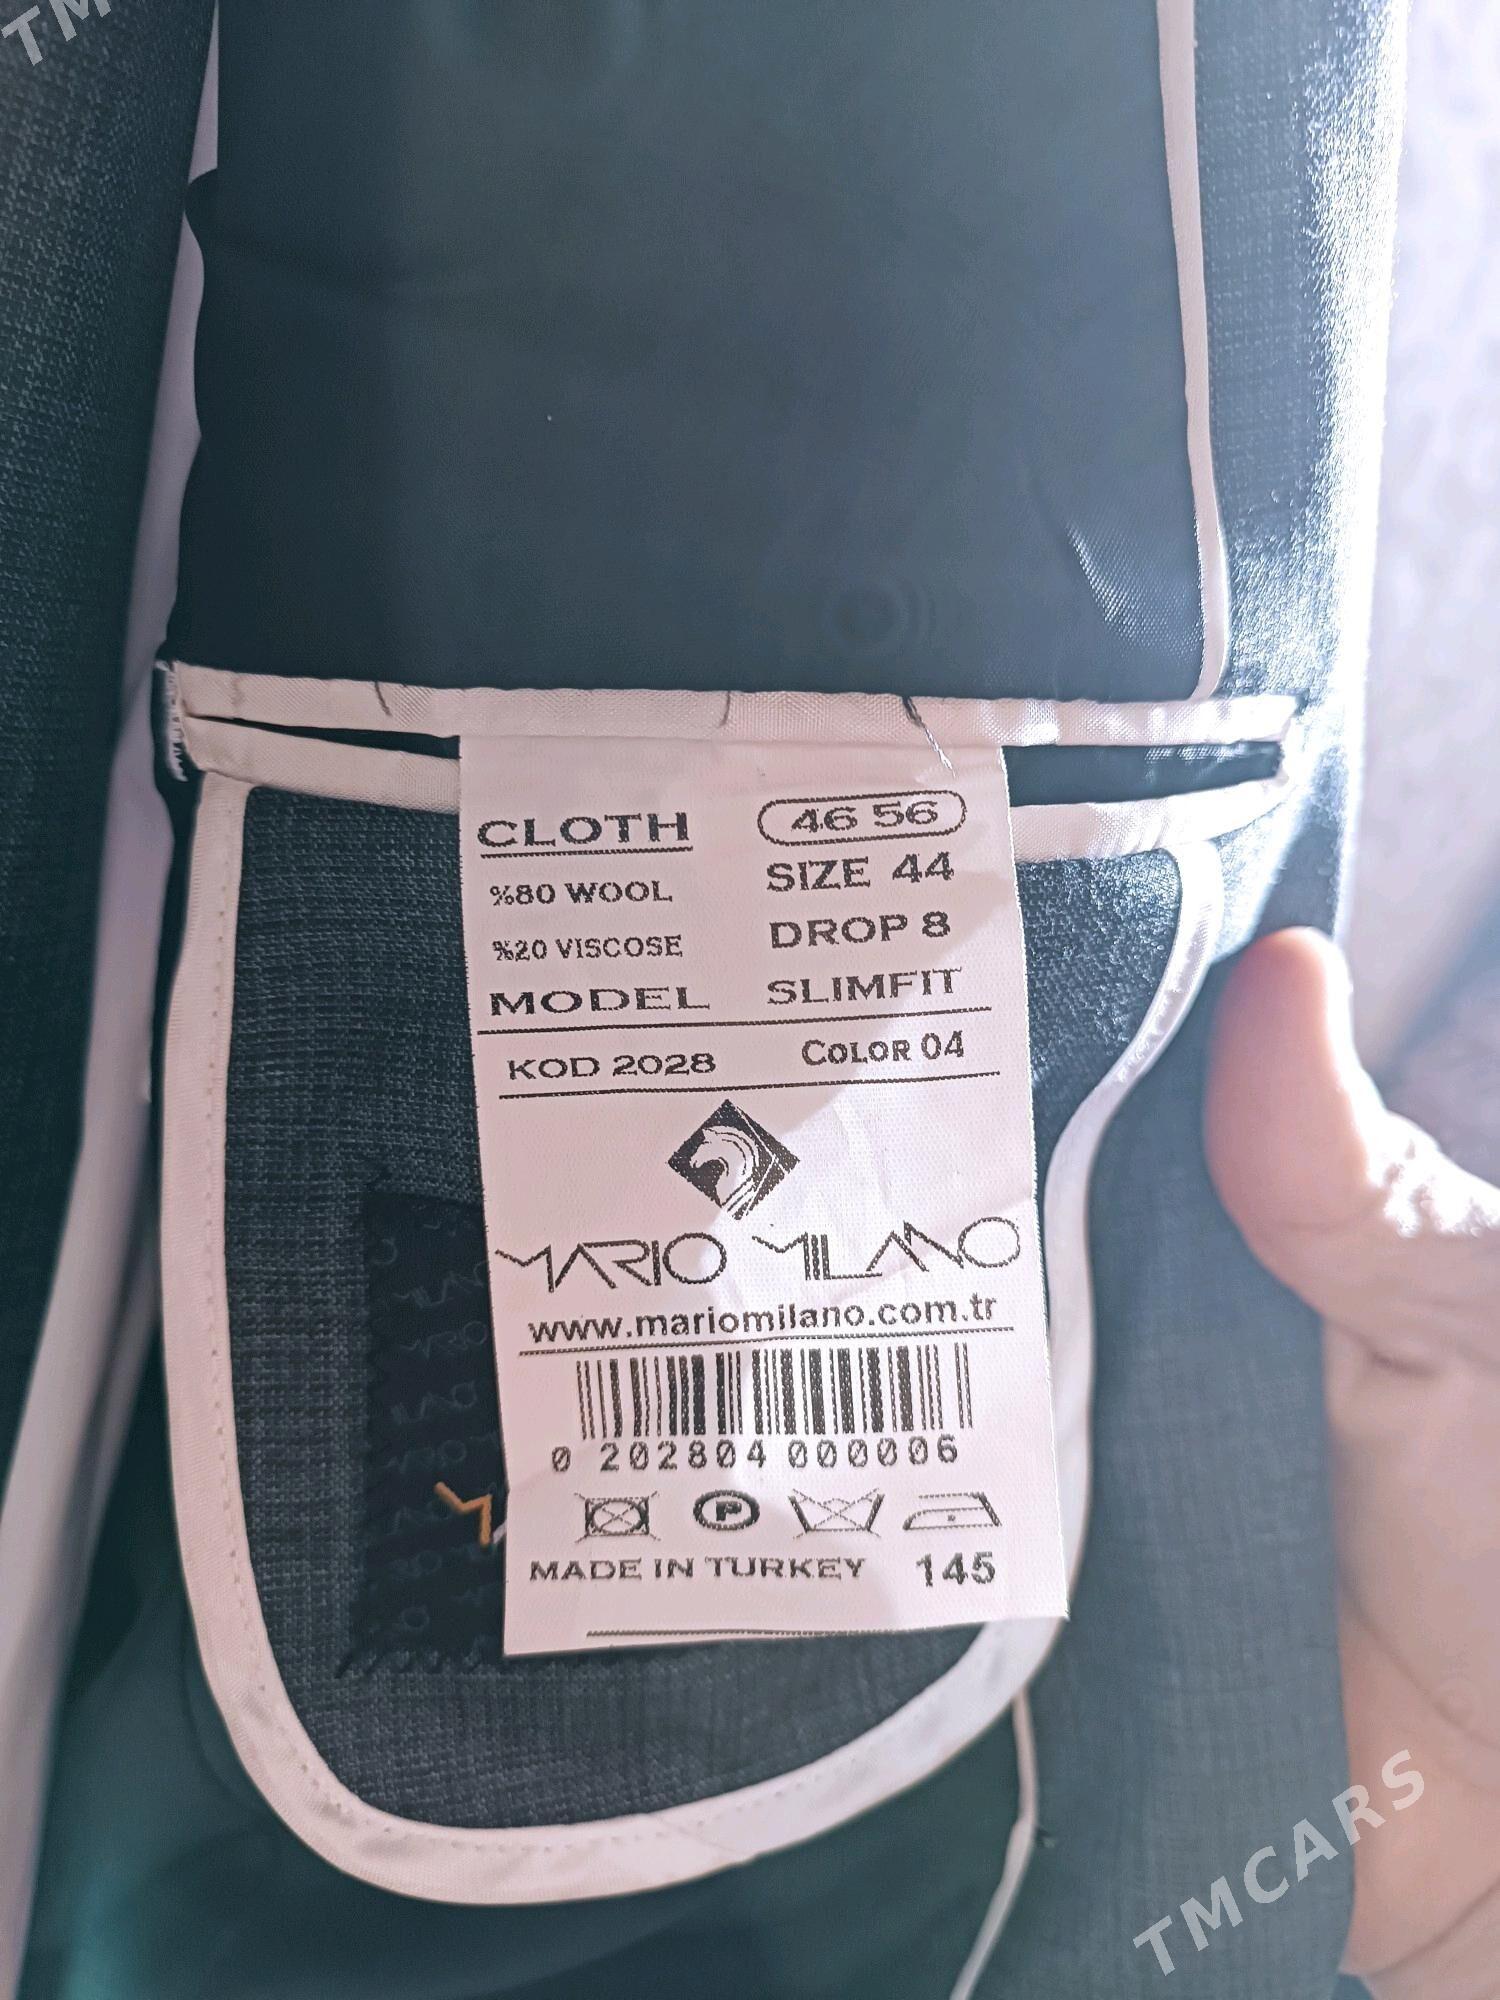 TM
CLOTH 46 56
%80 WOOL SIZE 44
%20 VISCOSE DROP 8
MODEL SLIMFIT
KOD 2028 COLOR 04
MARIO MILANO
www.mariomilano.com.tr
0 202804 000006
P
MADE IN TURKEY 145
TMCARS